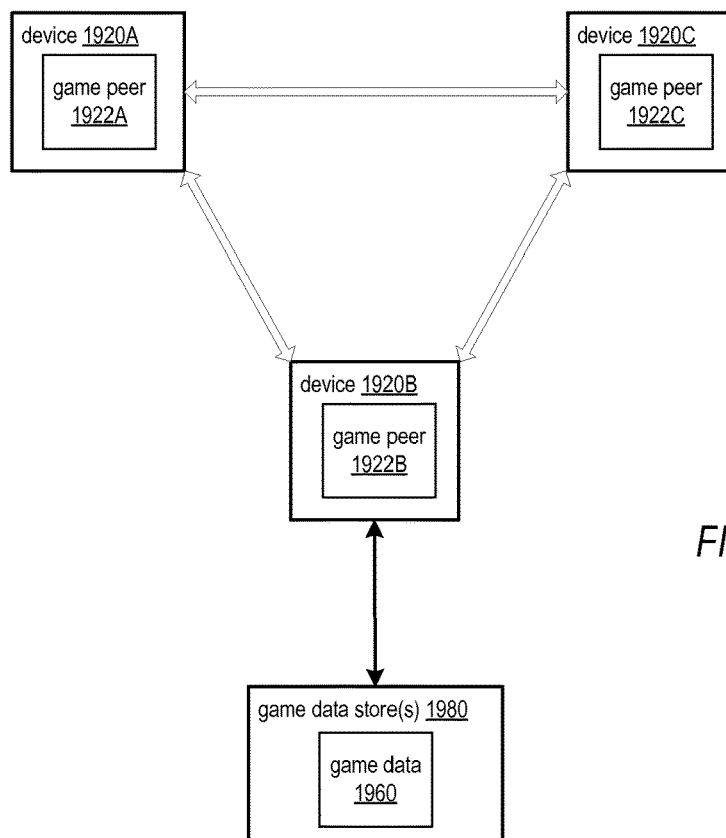 device 1920A
game peer
1922A
device 1920C
game peer
1922C
device 1920B
game peer
1922B
game data store(s) 1980
game data
1960